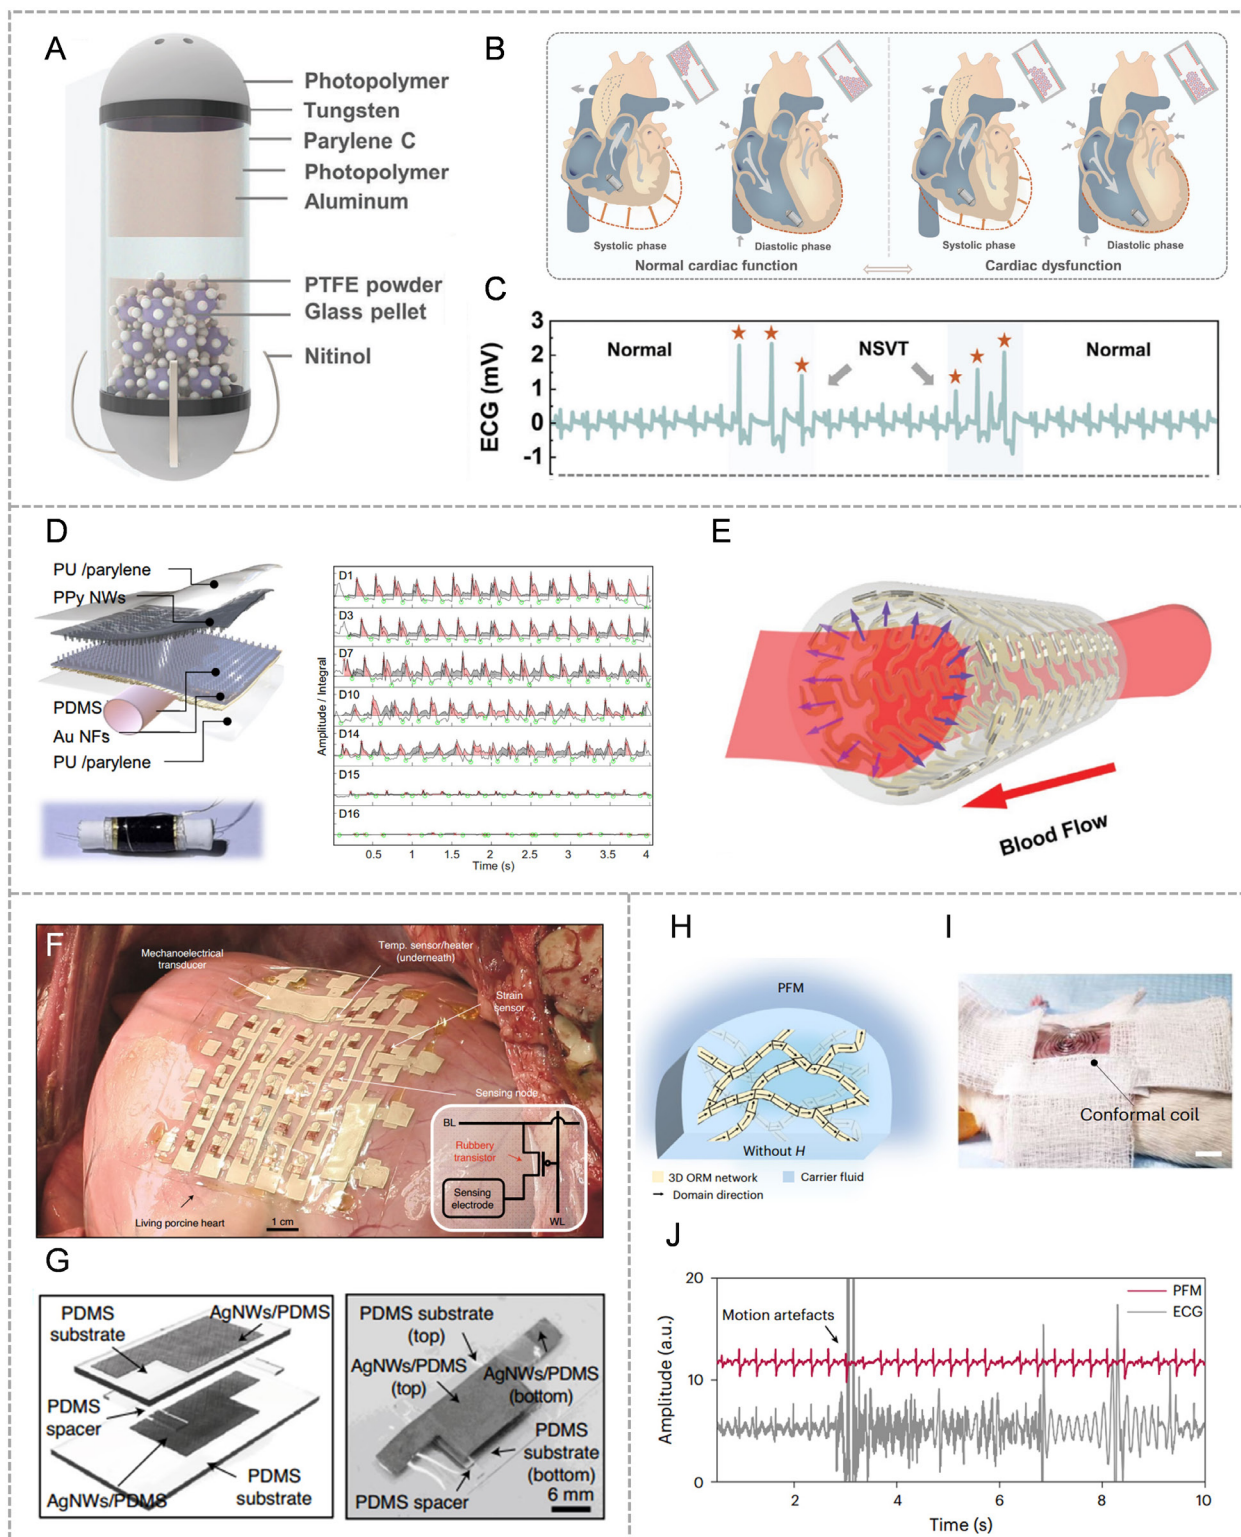 A
Photopolymer
Tungsten
Parylene C
Photopolymer
Aluminum
PTFE powder
Glass pellet
Nitinol
B
Systolic phase
Diastolic phase
Systolic phase
Diastolic phase
Normal cardiac function
Cardiac dysfunction
C
ECG (mV)
3
2
1
0
-1
Normal
NSVT
Normal
D
PU /parylene
PPy NWs
PDMS
Au NFs
PU /parylene
Amplitude / Integral
D1
D3
D7
D10
D14
D15
D16
0.5 1 1.5 2 2.5 3 3.5 4
Time (s)
E
Blood Flow
F
Mechanoelectrical
transducer
Temp. sensor/heater
(underneath)
Strain
sensor
Sensing node
BL
Rubbery
transistor
Sensing
electrode
WL
Living porcine heart
1 cm
G
PDMS
substrate
AgNWs/PDMS
PDMS
spacer
AgNWs/PDMS
PDMS
substrate
PDMS substrate
(top)
AgNWs/PDMS
(top)
AgNWs/PDMS
(bottom)
PDMS
substrate
(bottom)
PDMS spacer
6 mm
H
PFM
Without H
3D ORM network
Carrier fluid
Domain direction
I
Conformal coil
J
Amplitude (a.u.)
20
10
0
Motion artefacts
PFM
ECG
2 4 6 8 10
Time (s)